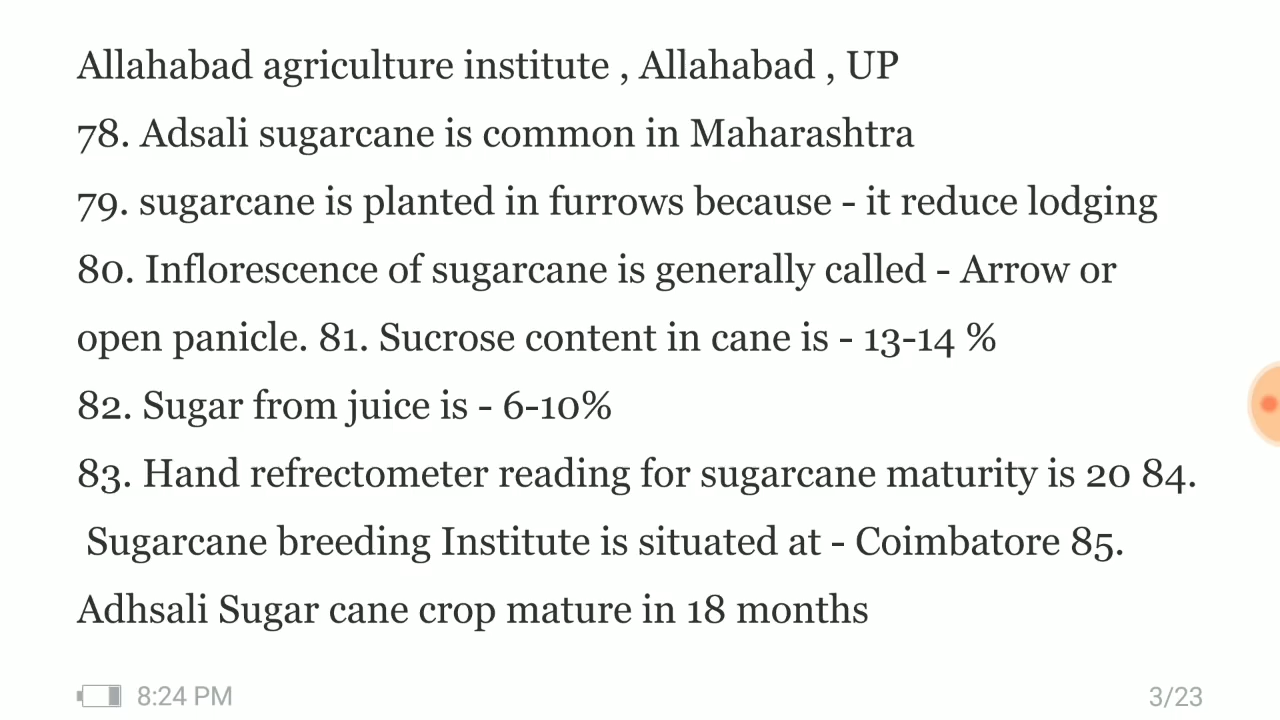 Allahabad agriculture institute , Allahabad , UP
78. Adsali sugarcane is common in Maharashtra
79. sugarcane is planted in furrows because - it reduce lodging
80. Inflorescence of sugarcane is generally called - Arrow or
open panicle. 81. Sucrose content in cane is - 13-14 %
82. Sugar from juice is - 6-10%
83. Hand refrectometer reading for sugarcane maturity is 20 84.
Sugarcane breeding Institute is situated at - Coimbatore 85.
Adhsali Sugar cane crop mature in 18 months
8:24 PM 3/23